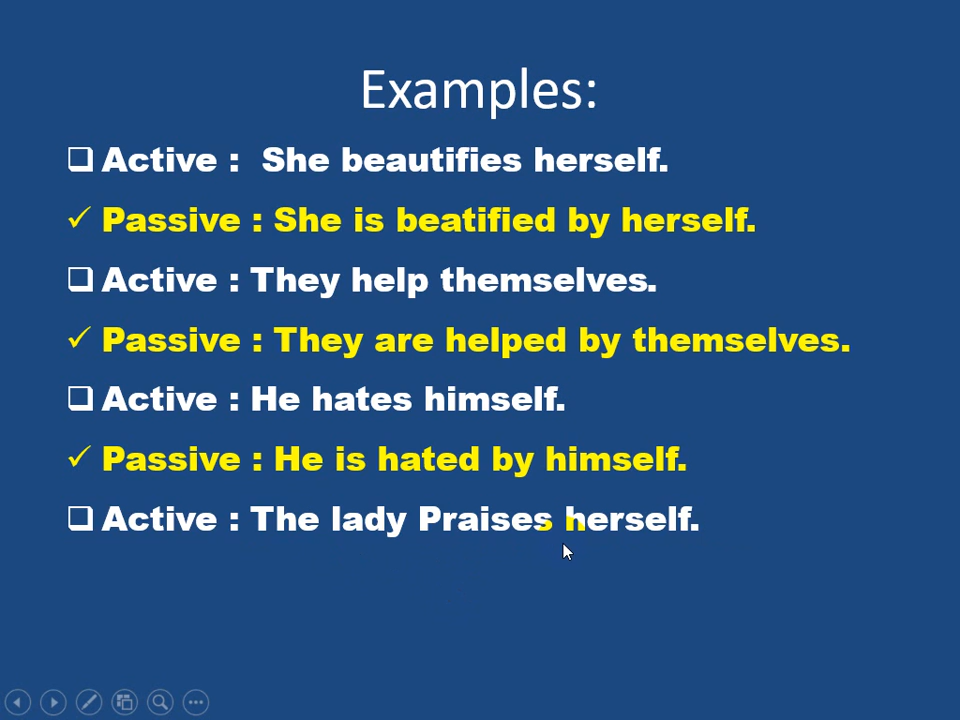 Examples:
Active :  She beautifies herself.
Passive : She is beatified by herself.
Active : They help themselves.
Passive : They are helped by themselves.
Active : He hates himself.
Passive : He is hated by himself.
Active : The lady Praises herself.